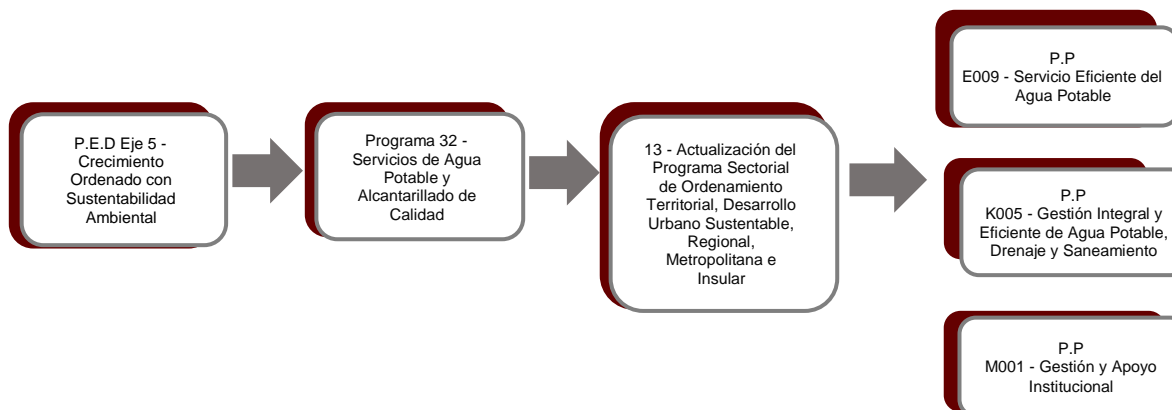 P.E.D Eje 5 -
Crecimiento
Ordenado con
Sustentabilidad
Ambiental
Programa 32 -
Servicios de Agua
Potable y
Alcantarillado de
Calidad
13 - Actualización del
Programa Sectorial
de Ordenamiento
Territorial, Desarrollo
Urbano Sustentable,
Regional,
Metropolitana e
Insular
P.P
E009 - Servicio Eficiente del
Agua Potable
P.P
K005 - Gestión Integral y
Eficiente de Agua Potable,
Drenaje y Saneamiento
P.P
M001 - Gestión y Apoyo
Institucional